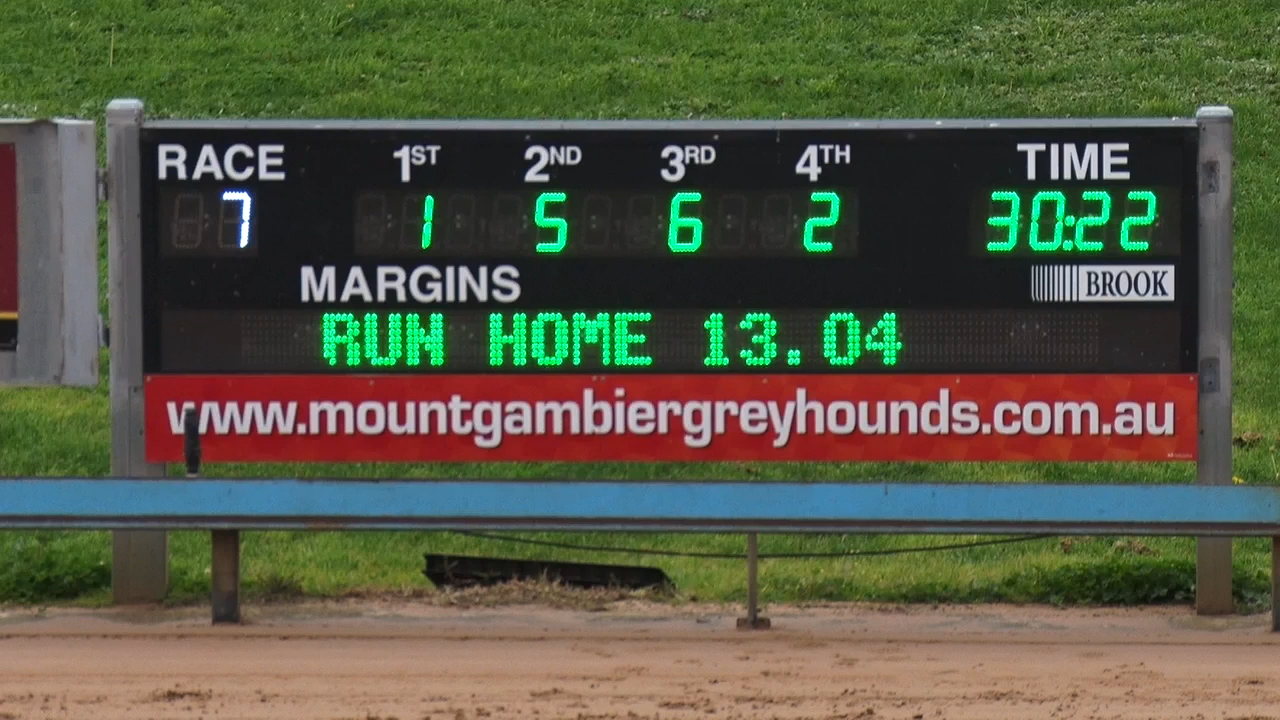 RACE 1ST 2ND 3RD 4TH TIME
7 1 5 6 2 30:22
MARGINS BROOK
RUN HOME 13.04
www.mountgambiergreyhounds.com.au